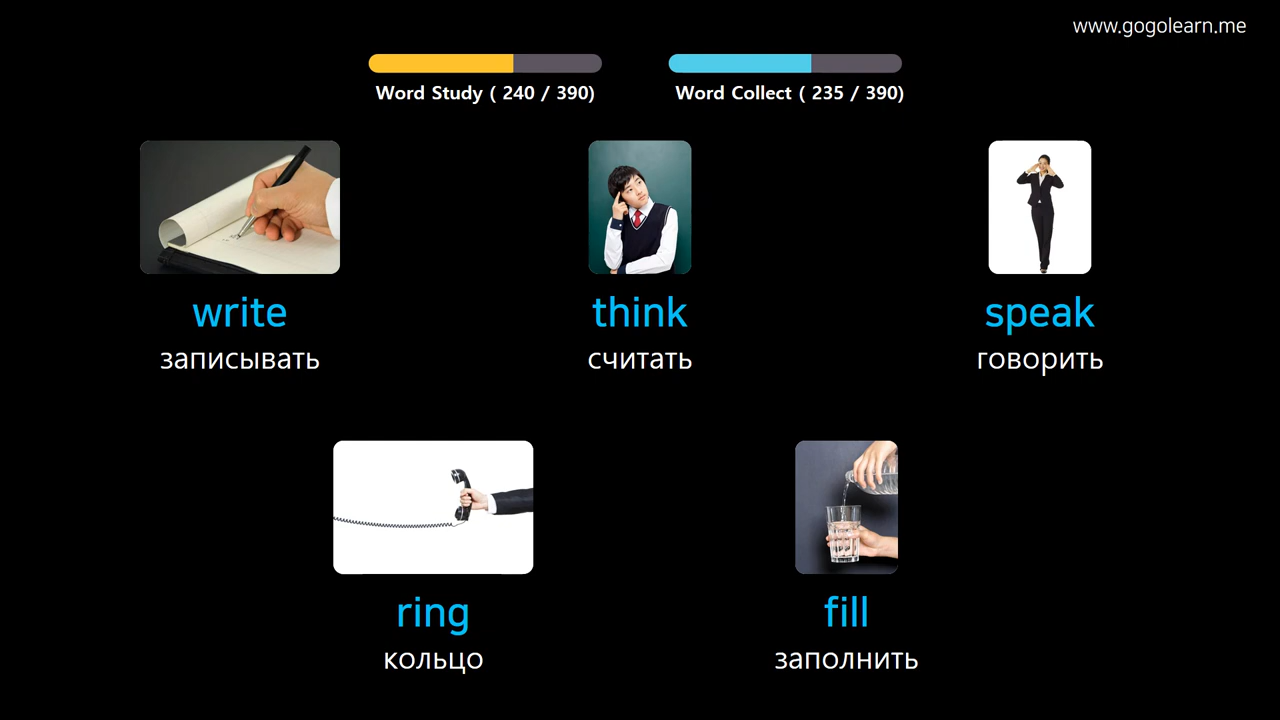 www.gogolearn.me
Word Study ( 240 / 390)
Word Collect ( 235 / 390)
write
think
speak
записывать
считать
говорить
ring
fill
кольцо
заполнить